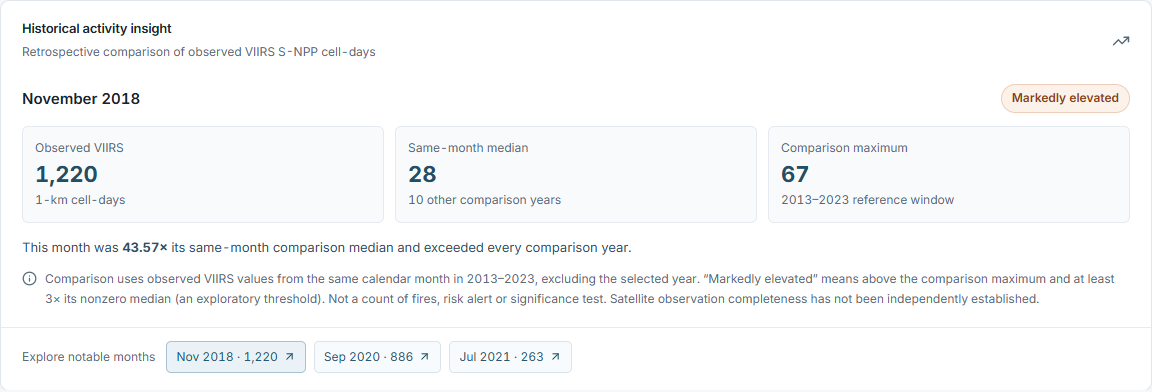 Historical activity insight
Retrospective comparison of observed VIIRS S-NPP cell-days
November 2018
Markedly elevated
Observed VIIRS
1,220
1-km cell-days
Same-month median
28
10 other comparison years
Comparison maximum
67
2013–2023 reference window
This month was 43.57× its same-month comparison median and exceeded every comparison year.
Comparison uses observed VIIRS values from the same calendar month in 2013–2023, excluding the selected year. “Markedly elevated” means above the comparison maximum and at least
3× its nonzero median (an exploratory threshold). Not a count of fires, risk alert or significance test. Satellite observation completeness has not been independently established.
Explore notable months
Nov 2018 · 1,220
Sep 2020 · 886
Jul 2021 · 263